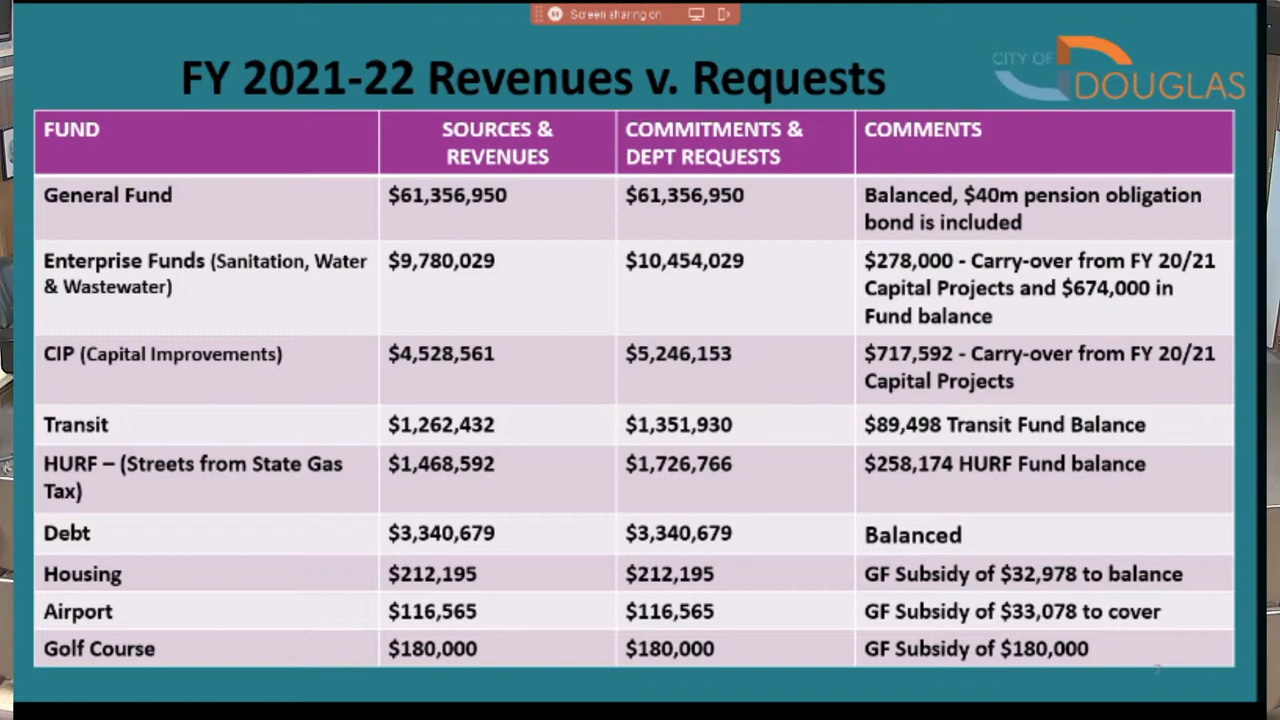 Screen sharing on
FY 2021-22 Revenues v. Requests
CITY OF
DOUGLAS
FUND
SOURCES &
REVENUES
COMMITMENTS &
DEPT REQUESTS
COMMENTS
General Fund
$61,356,950
$61,356,950
Balanced, $40m pension obligation
bond is included
Enterprise Funds (Sanitation, Water
& Wastewater)
$9,780,029
$10,454,029
$278,000 - Carry-over from FY 20/21
Capital Projects and $674,000 in
Fund balance
CIP (Capital Improvements)
$4,528,561
$5,246,153
$717,592 - Carry-over from FY 20/21
Capital Projects
Transit
$1,262,432
$1,351,930
$89,498 Transit Fund Balance
HURF – (Streets from State Gas
Tax)
$1,468,592
$1,726,766
$258,174 HURF Fund balance
Debt
$3,340,679
$3,340,679
Balanced
Housing
$212,195
$212,195
GF Subsidy of $32,978 to balance
Airport
$116,565
$116,565
GF Subsidy of $33,078 to cover
Golf Course
$180,000
$180,000
GF Subsidy of $180,000
7